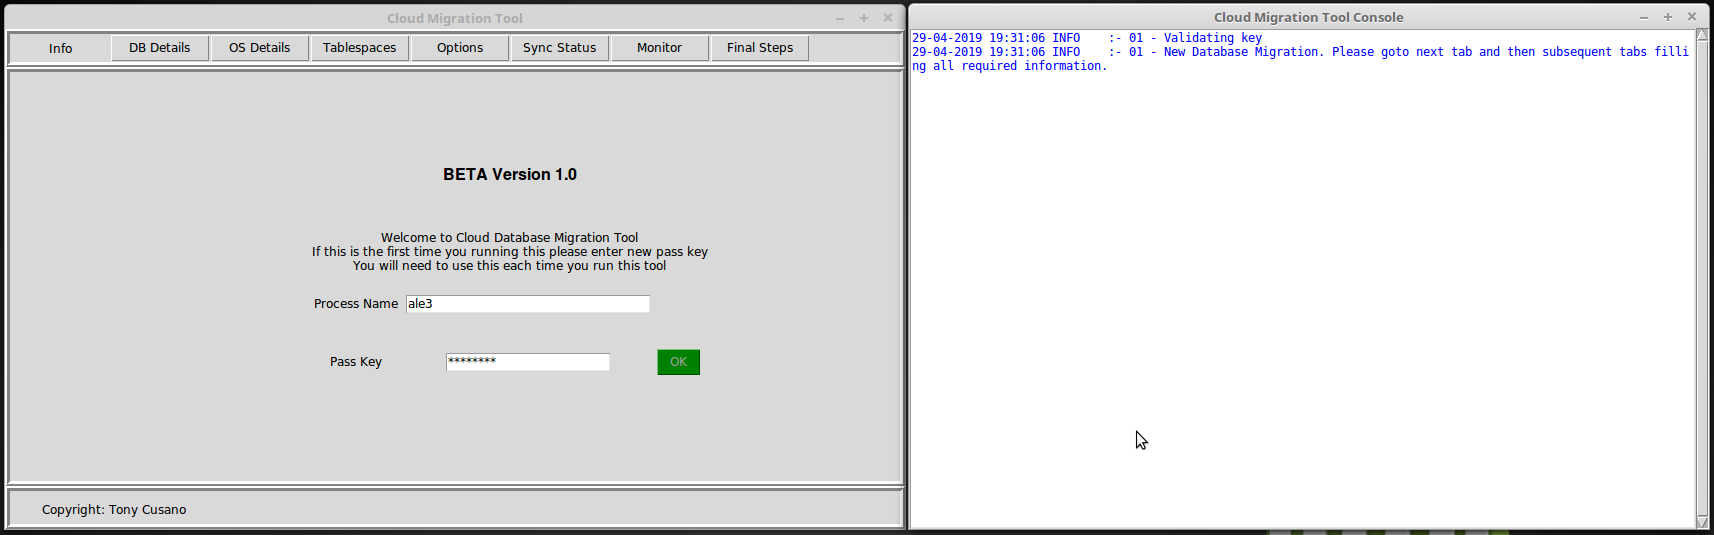 Cloud Migration Tool
Info DB Details OS Details Tablespaces Options Sync Status Monitor Final Steps
BETA Version 1.0
Welcome to Cloud Database Migration Tool
If this is the first time you running this please enter new pass key
You will need to use this each time you run this tool
Process Name ale3
Pass Key ******** OK
Copyright: Tony Cusano
Cloud Migration Tool Console
29-04-2019 19:31:06 INFO :- 01 - Validating key
29-04-2019 19:31:06 INFO :- 01 - New Database Migration. Please goto next tab and then subsequent tabs filli
ng all required information.